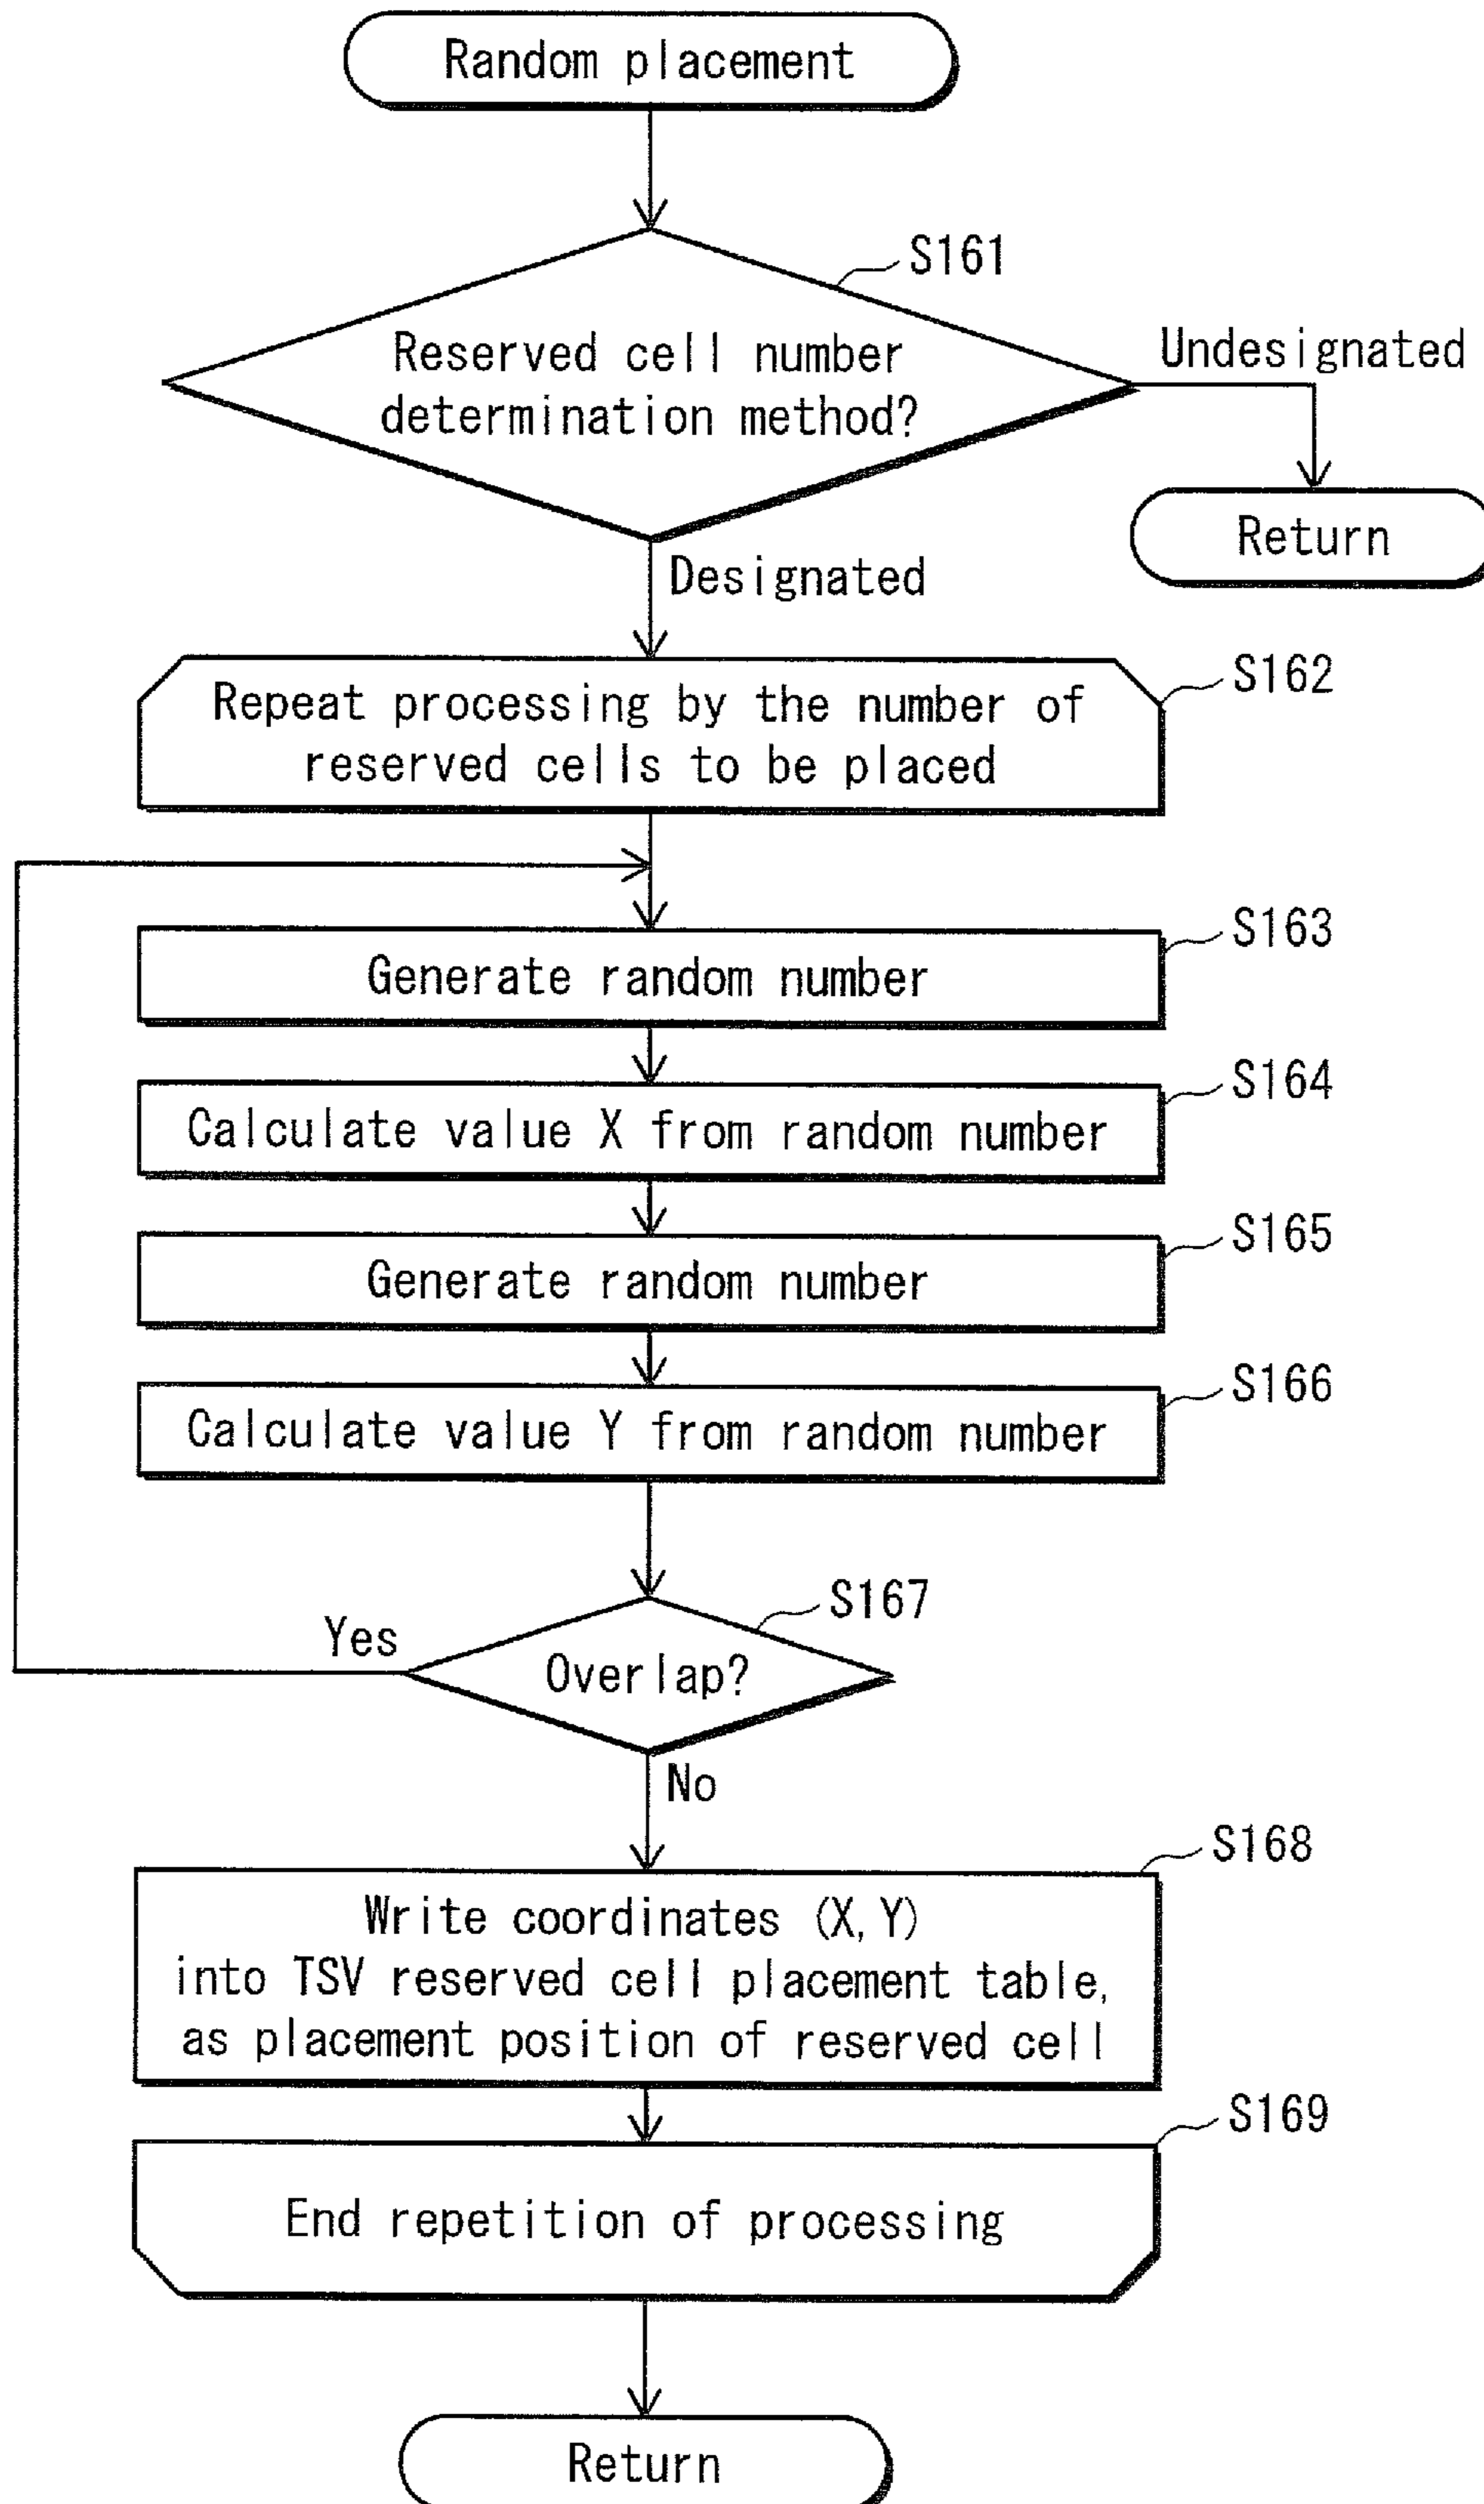 Random placement
S161
Reserved cell number
determination method?
Undesignated
Return
Designated
S162
Repeat processing by the number of
reserved cells to be placed
S163
Generate random number
S164
Calculate value X from random number
S165
Generate random number
S166
Calculate value Y from random number
S167
Yes
Overlap?
No
S168
Write coordinates (X, Y)
into TSV reserved cell placement table,
as placement position of reserved cell
S169
End repetition of processing
Return